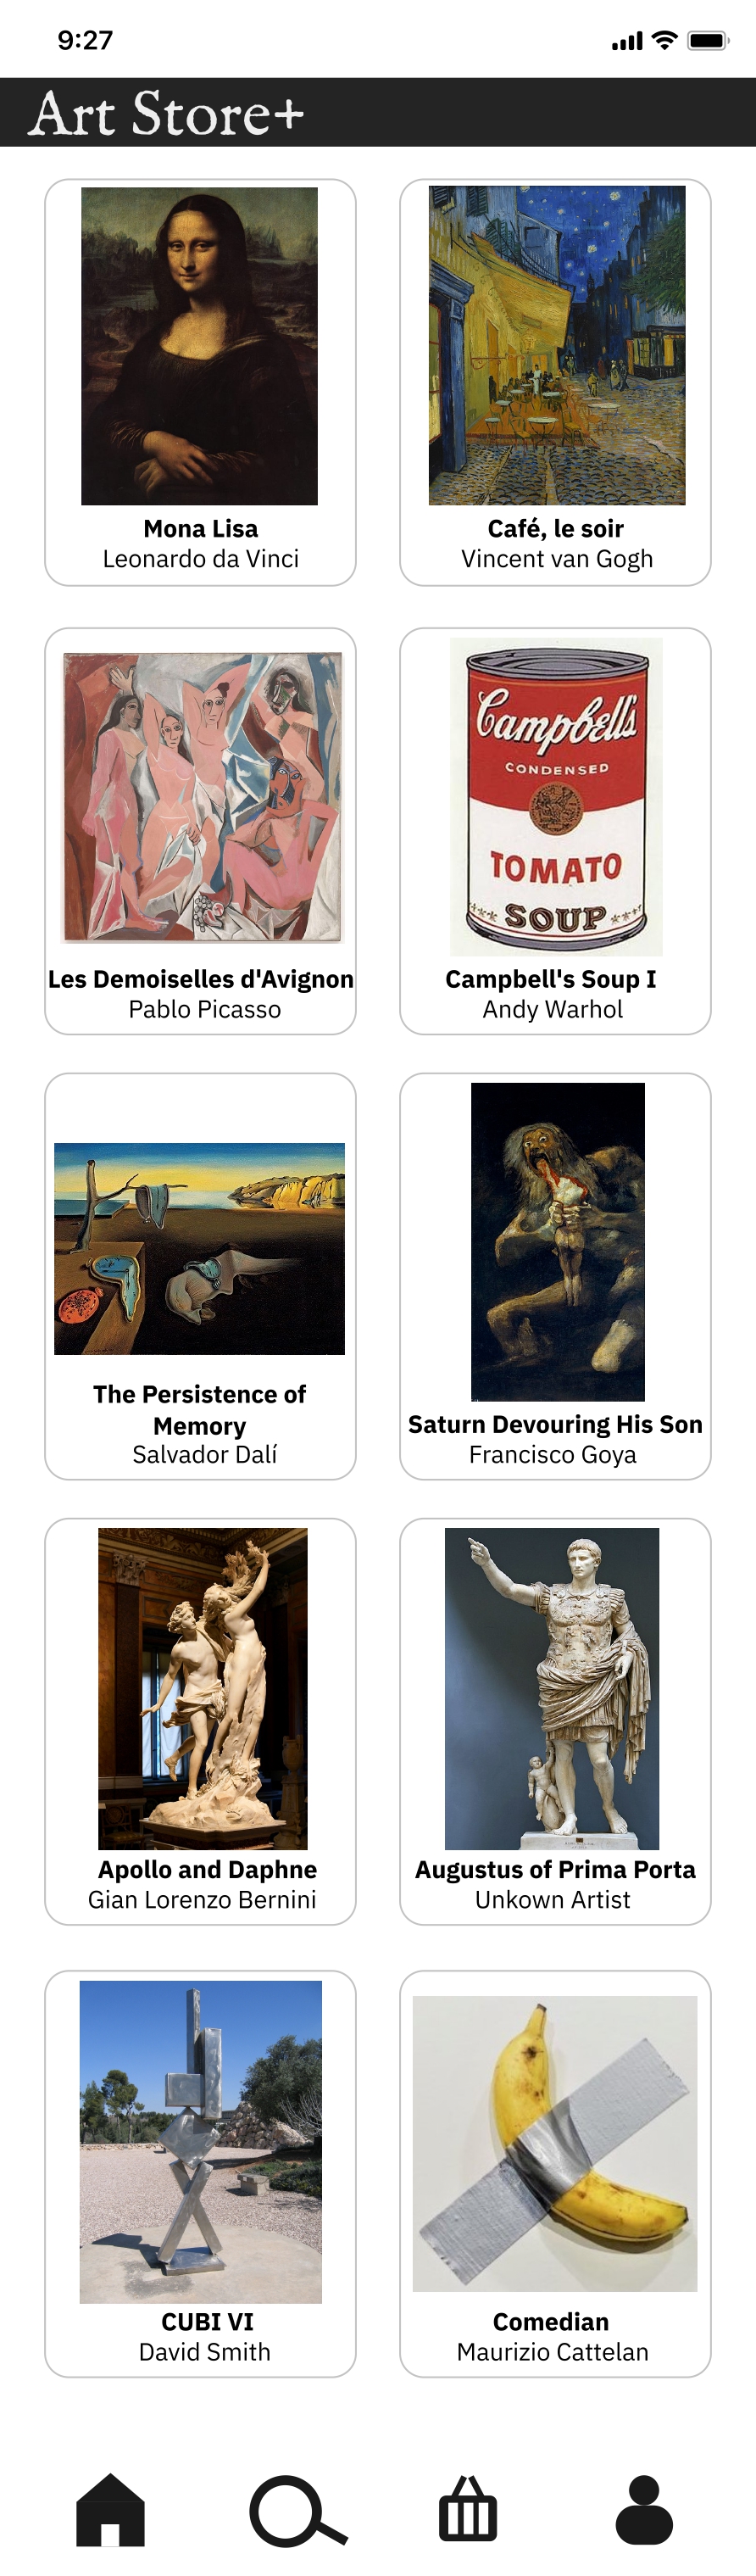 9:27
Art Store+
Mona Lisa
Leonardo da Vinci
Café, le soir
Vincent van Gogh
Campbell's
CONDENSED
TOMATO
SOUP
Les Demoiselles d'Avignon
Pablo Picasso
Campbell's Soup I
Andy Warhol
The Persistence of
Memory
Salvador Dalí
Saturn Devouring His Son
Francisco Goya
Apollo and Daphne
Gian Lorenzo Bernini
Augustus of Prima Porta
Unkown Artist
CUBI VI
David Smith
Comedian
Maurizio Cattelan